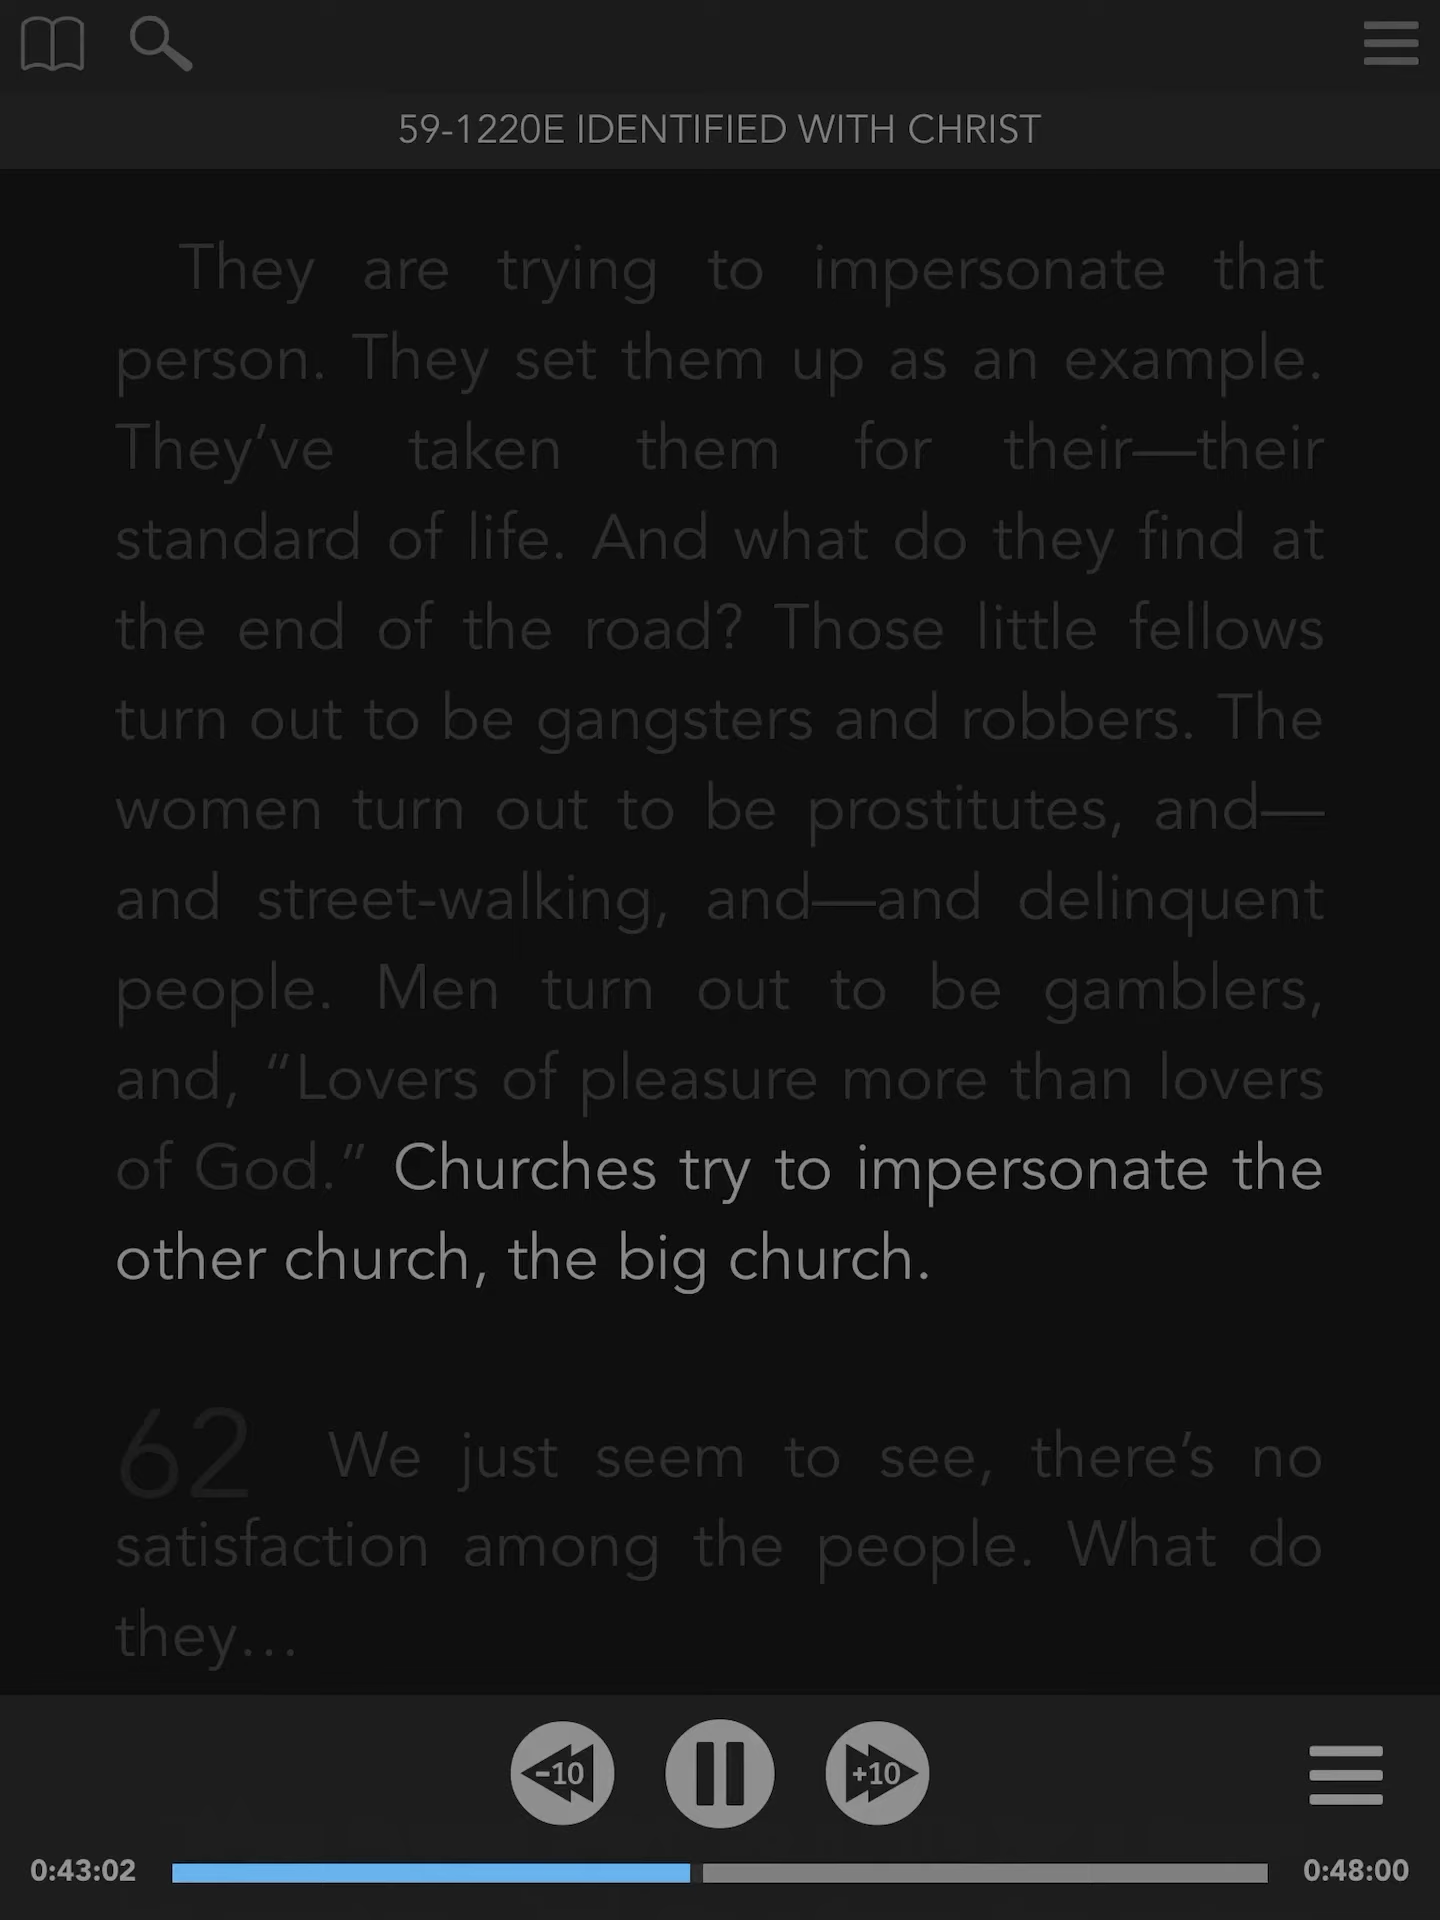 59-1220E IDENTIFIED WITH CHRIST
They are trying to impersonate that
person. They set them up as an example.
They’ve taken them for their—their
standard of life. And what do they find at
the end of the road? Those little fellows
turn out to be gangsters and robbers. The
women turn out to be prostitutes, and—
and street-walking, and—and delinquent
people. Men turn out to be gamblers,
and, “Lovers of pleasure more than lovers
of God.” Churches try to impersonate the
other church, the big church.
62 We just seem to see, there’s no
satisfaction among the people. What do
they…
-10 +10
0:43:02 0:48:00